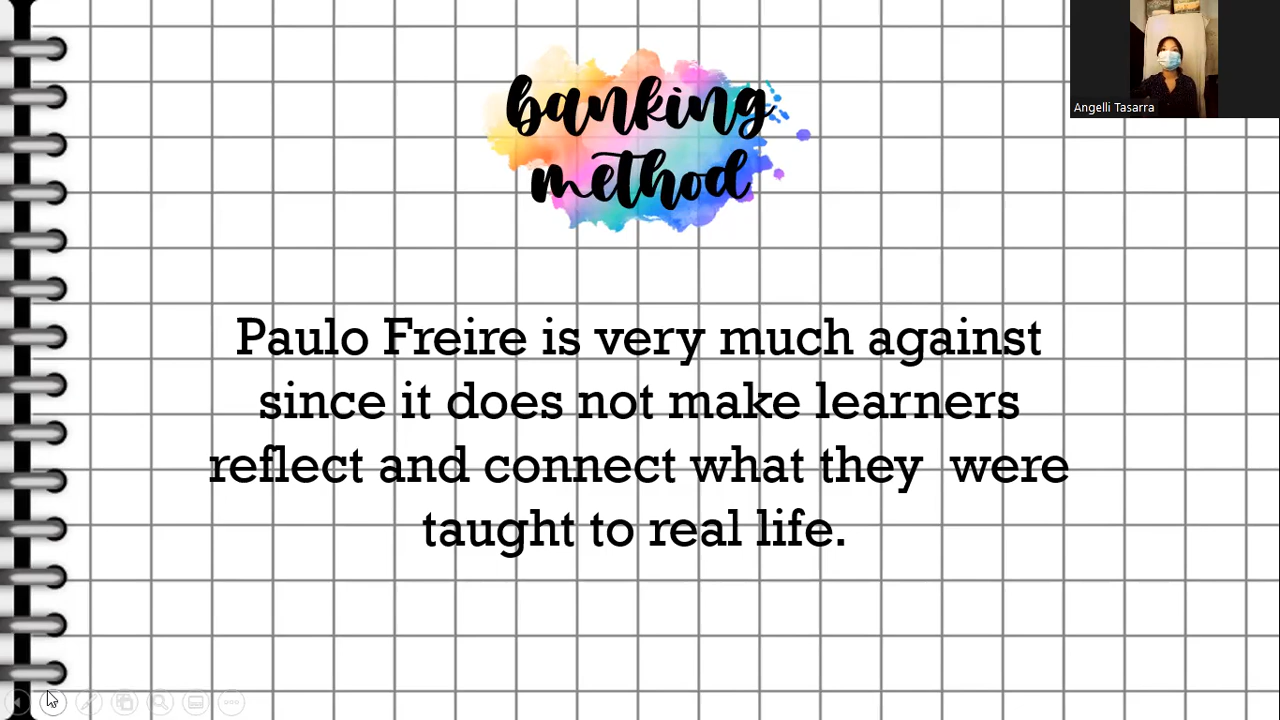 banking
method
Angelli Tasarra
Paulo Freire is very much against
since it does not make learners
reflect and connect what they  were
taught to real life.